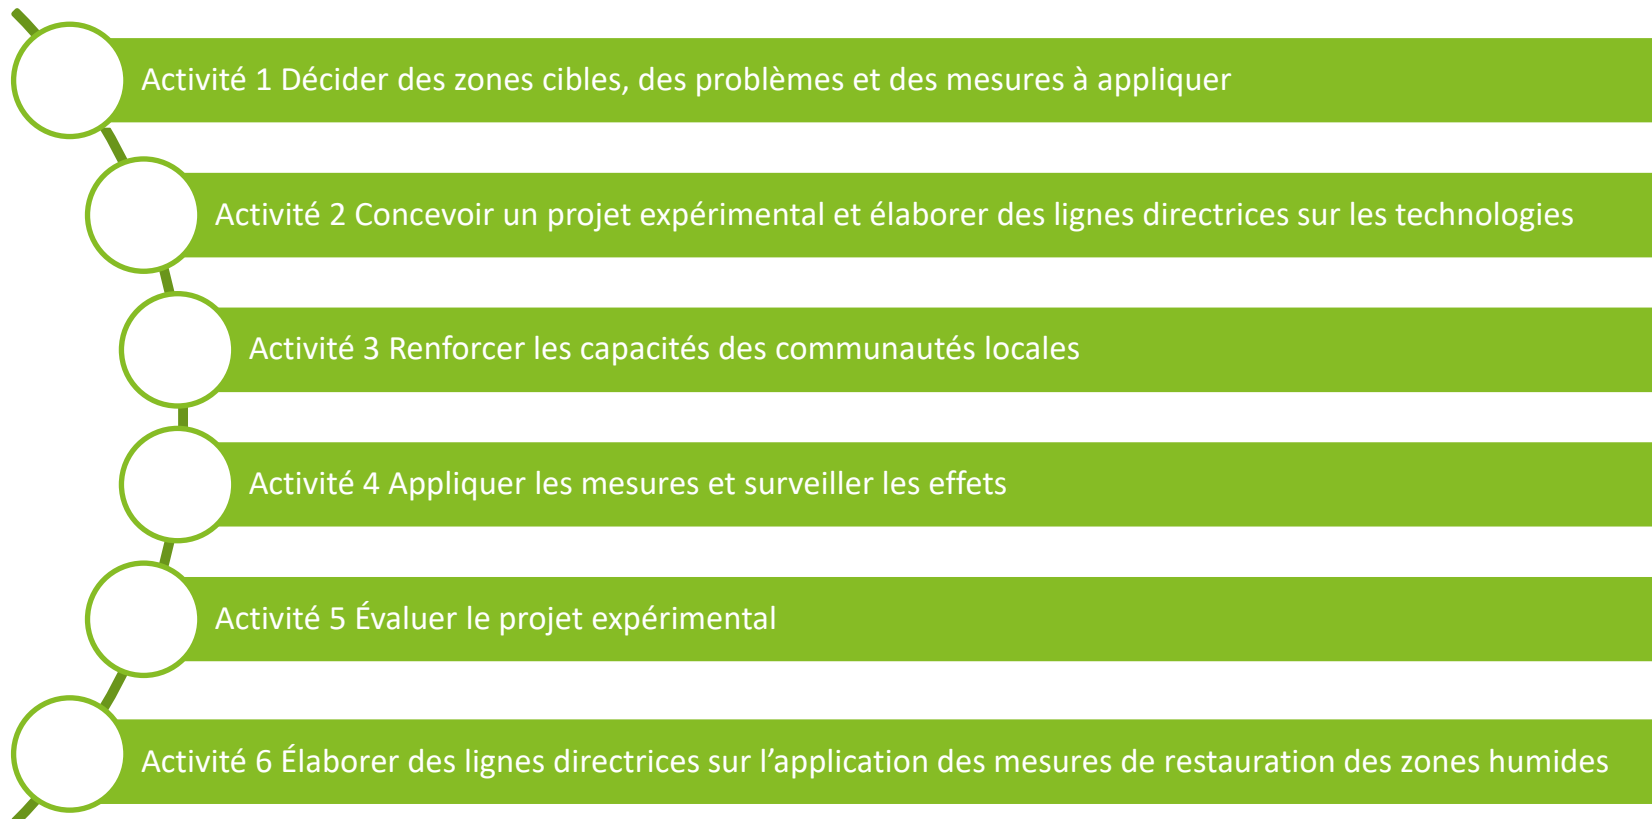 Activité 1 Décider des zones cibles, des problèmes et des mesures à appliquer
Activité 2 Concevoir un projet expérimental et élaborer des lignes directrices sur les technologies
Activité 3 Renforcer les capacités des communautés locales
Activité 4 Appliquer les mesures et surveiller les effets
Activité 5 Évaluer le projet expérimental
Activité 6 Élaborer des lignes directrices sur l’application des mesures de restauration des zones humides